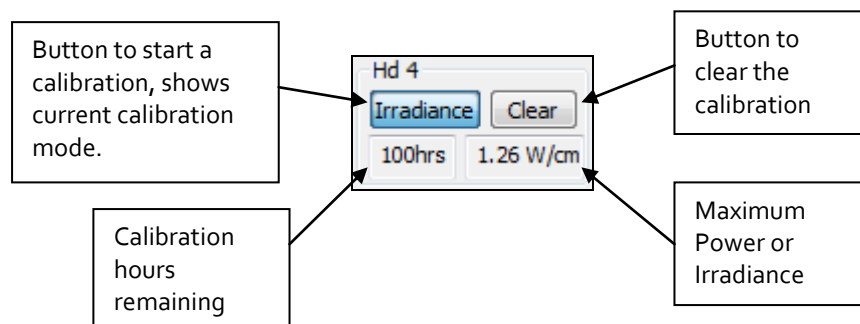 Button to start a
calibration, shows
current calibration
mode.
Hd 4
Irradiance Clear
100hrs 1.26 W/cm
Button to
clear the
calibration
Calibration
hours
remaining
Maximum
Power or
Irradiance